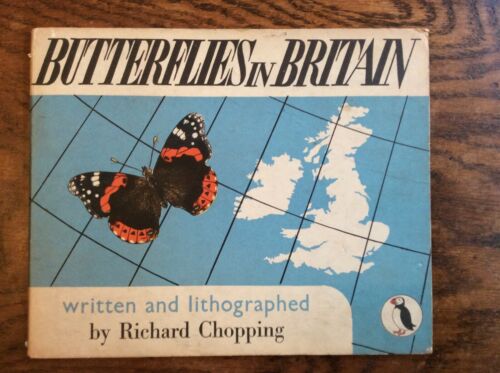 BUTTERFLIES IN BRITAIN
written and lithographed
by Richard Chopping